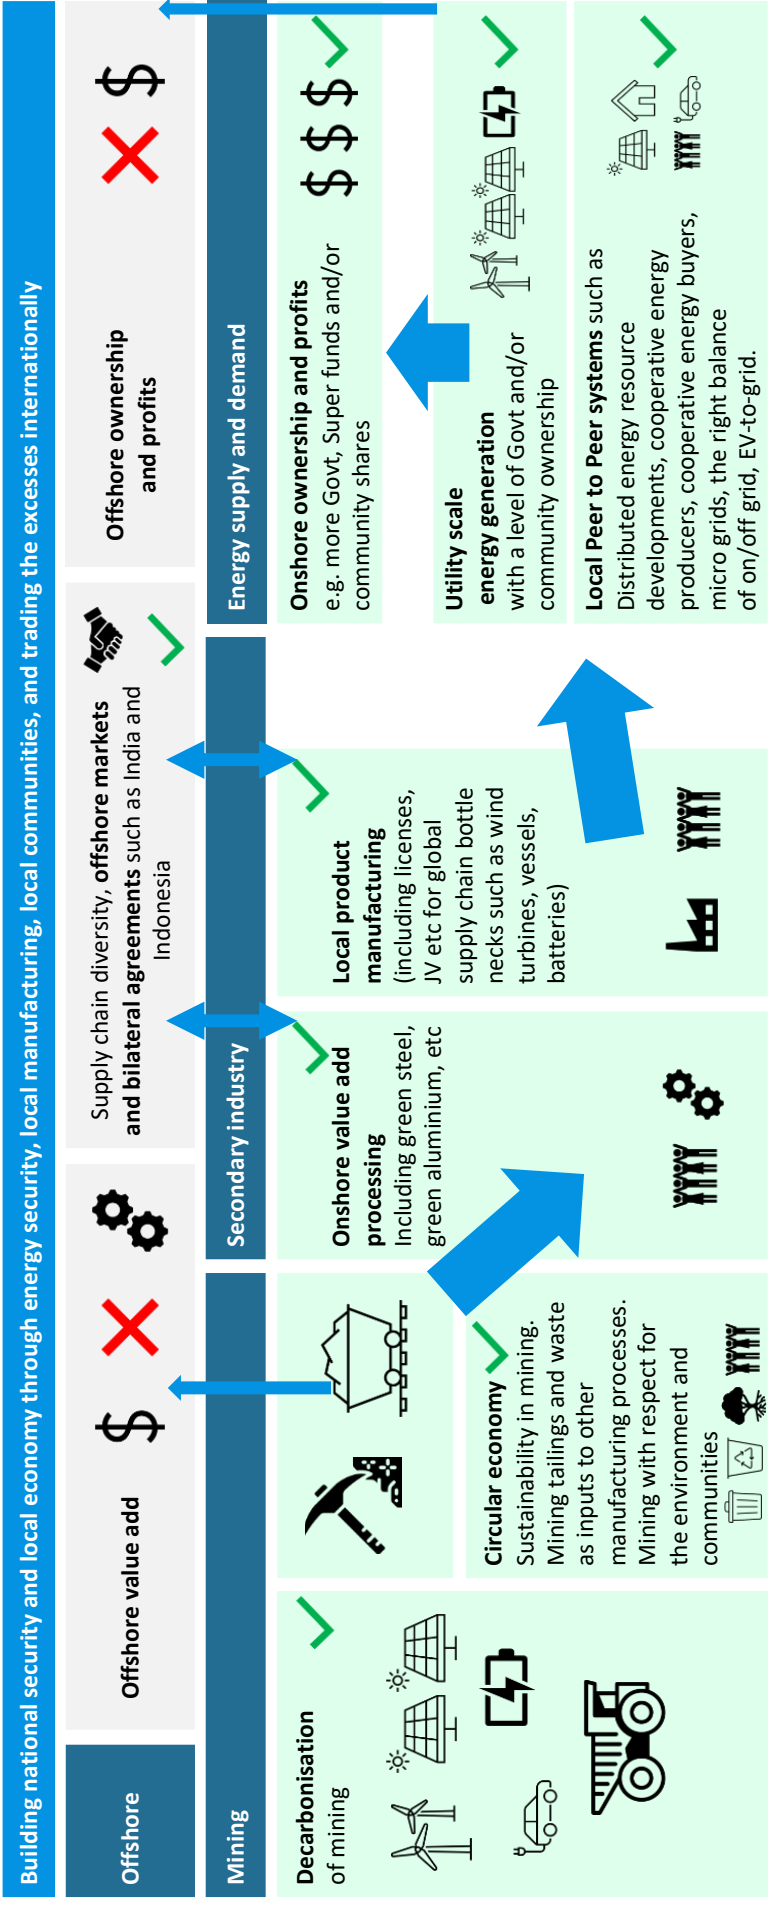 Building national security and local economy through energy security, local manufacturing, local communities, and trading the excesses internationally
Offshore
Offshore value add
Supply chain diversity, offshore markets
and bilateral agreements such as India and
Indonesia
Offshore ownership
and profits
Mining
Secondary industry
Energy supply and demand
Decarbonisation
of mining
Circular economy
Sustainability in mining.
Mining tailings and waste
as inputs to other
manufacturing processes.
Mining with respect for
the environment and
communities
Onshore value add
processing
Including green steel,
green aluminium, etc
Local product
manufacturing
(including licenses,
JV etc for global
supply chain bottle
necks such as wind
turbines, vessels,
batteries)
Onshore ownership and profits
e.g. more Govt, Super funds and/or
community shares
Utility scale
energy generation
with a level of Govt and/or
community ownership
Local Peer to Peer systems such as
Distributed energy resource
developments, cooperative energy
producers, cooperative energy buyers,
micro grids, the right balance
of on/off grid, EV-to-grid.